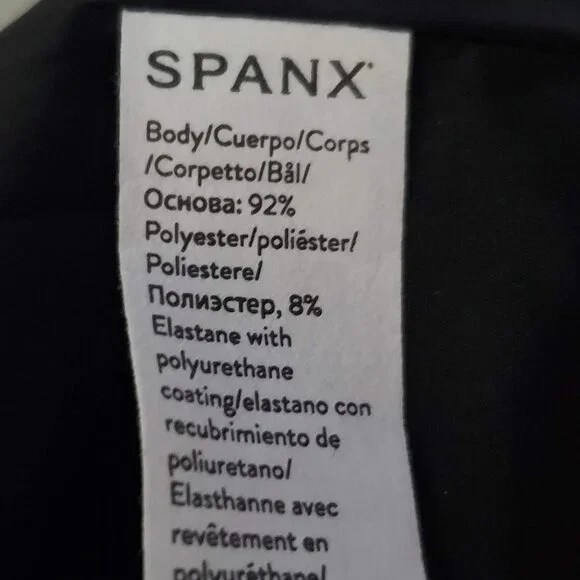 SPANX®
Body/Cuerpo/Corps
/Corpetto/Bål/
Основа: 92%
Polyester/poliéster/
Poliestere/
Полиэстер, 8%
Elastane with
polyurethane
coating/elastano con
recubrimiento de
poliuretano/
Elasthanne avec
revêtement en
polyuréthane/